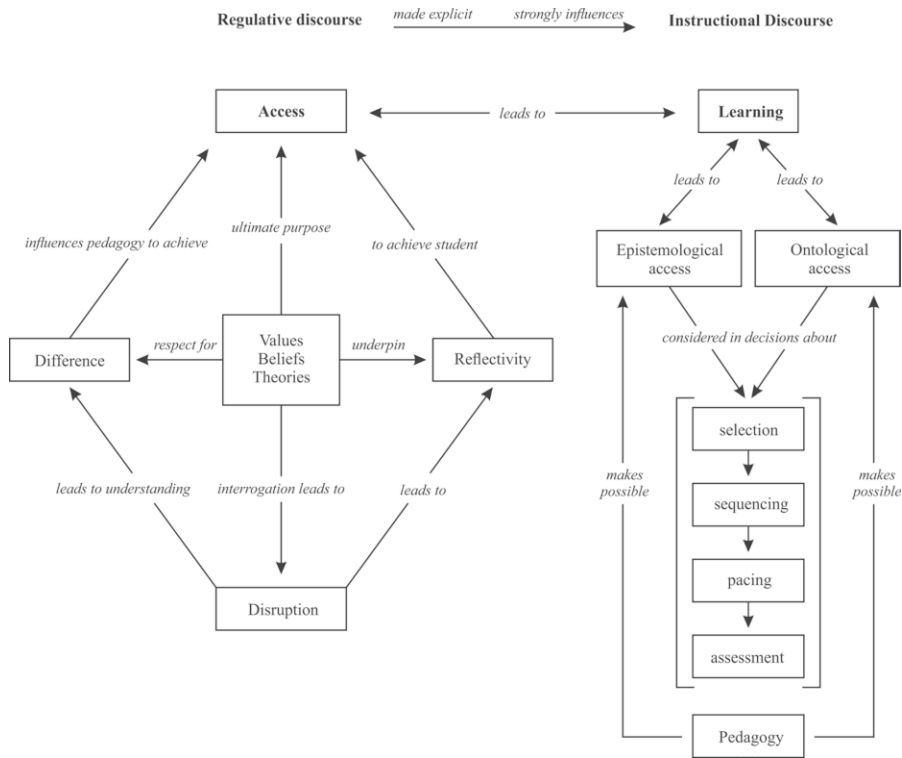 Regulative discourse
made explicit strongly influences
Instructional Discourse
Access
leads to
Learning
leads to
leads to
influences pedagogy to achieve
ultimate purpose
to achieve student
Epistemological
access
Ontological
access
Difference
respect for
Values
Beliefs
Theories
underpin
Reflectivity
considered in decisions about
selection
leads to understanding
interrogation leads to
leads to
makes
possible
sequencing
makes
possible
pacing
Disruption
assessment
Pedagogy